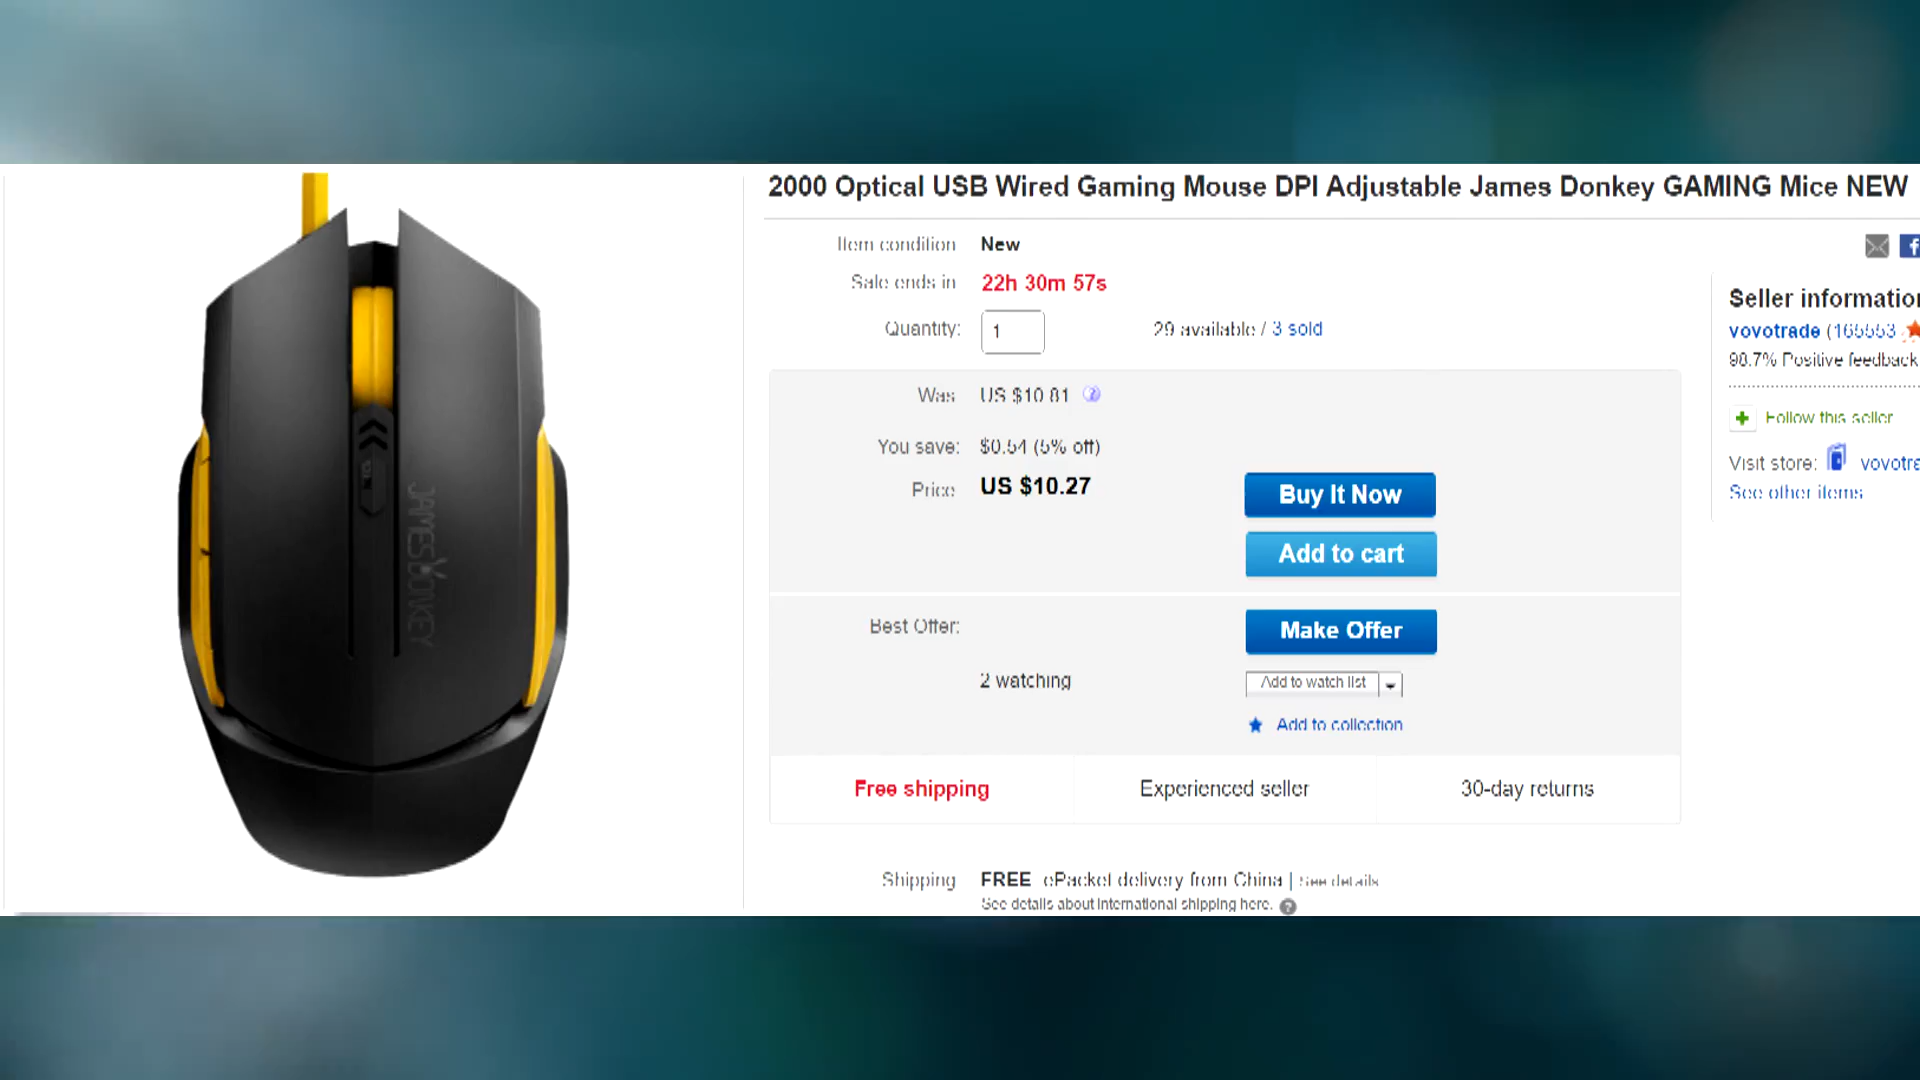 JAMES DONKEY
2000 Optical USB Wired Gaming Mouse DPI Adjustable James Donkey GAMING Mice NEW
Item condition New
Sale ends in 22h 30m 57s
Quantity: 1 29 available / 3 sold
Was US $10.81
You save: $0.54 (5% off)
Price US $10.27
Buy It Now
Add to cart
Best Offer:
Make Offer
2 watching
Add to watch list
Add to collection
Free shipping Experienced seller 30-day returns
Shipping FREE ePacket delivery from China | See details
See details about international shipping here. ?
Seller information
vovotrade (165553
98.7% Positive feedback
+ Follow this seller
Visit store: vovotra
See other items